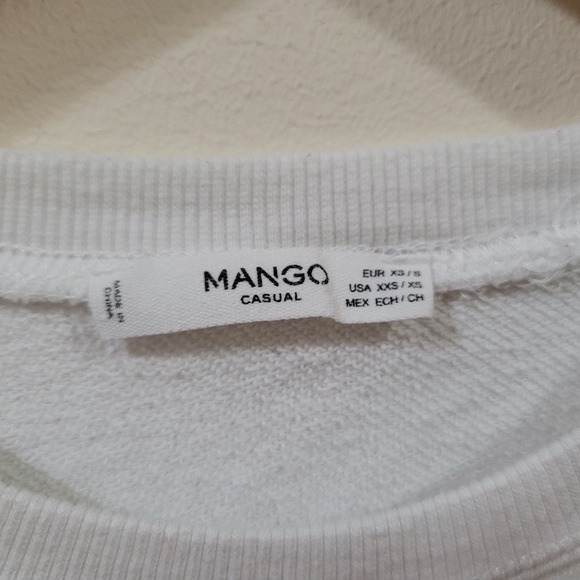 MANGO
CASUAL
EUR XS / S
USA XXS / XS
MEX ECH / CH
MADE IN
CHINA